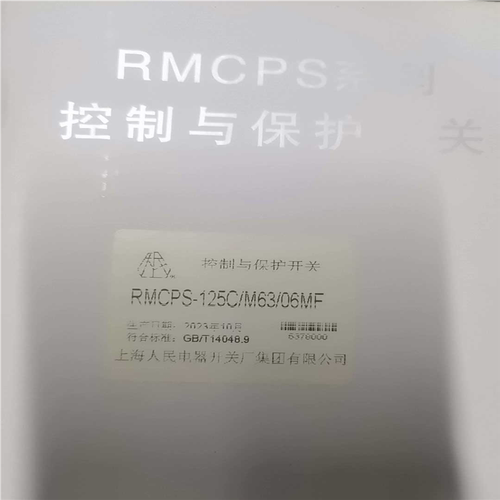 RMCPS系列
控制与保护开关
控制与保护开关
RMCPS-125C/M63/06MF
生产日期: 2023年10月
符合标准: GB/T14048.9
6378000
上海人民电器开关厂集团有限公司